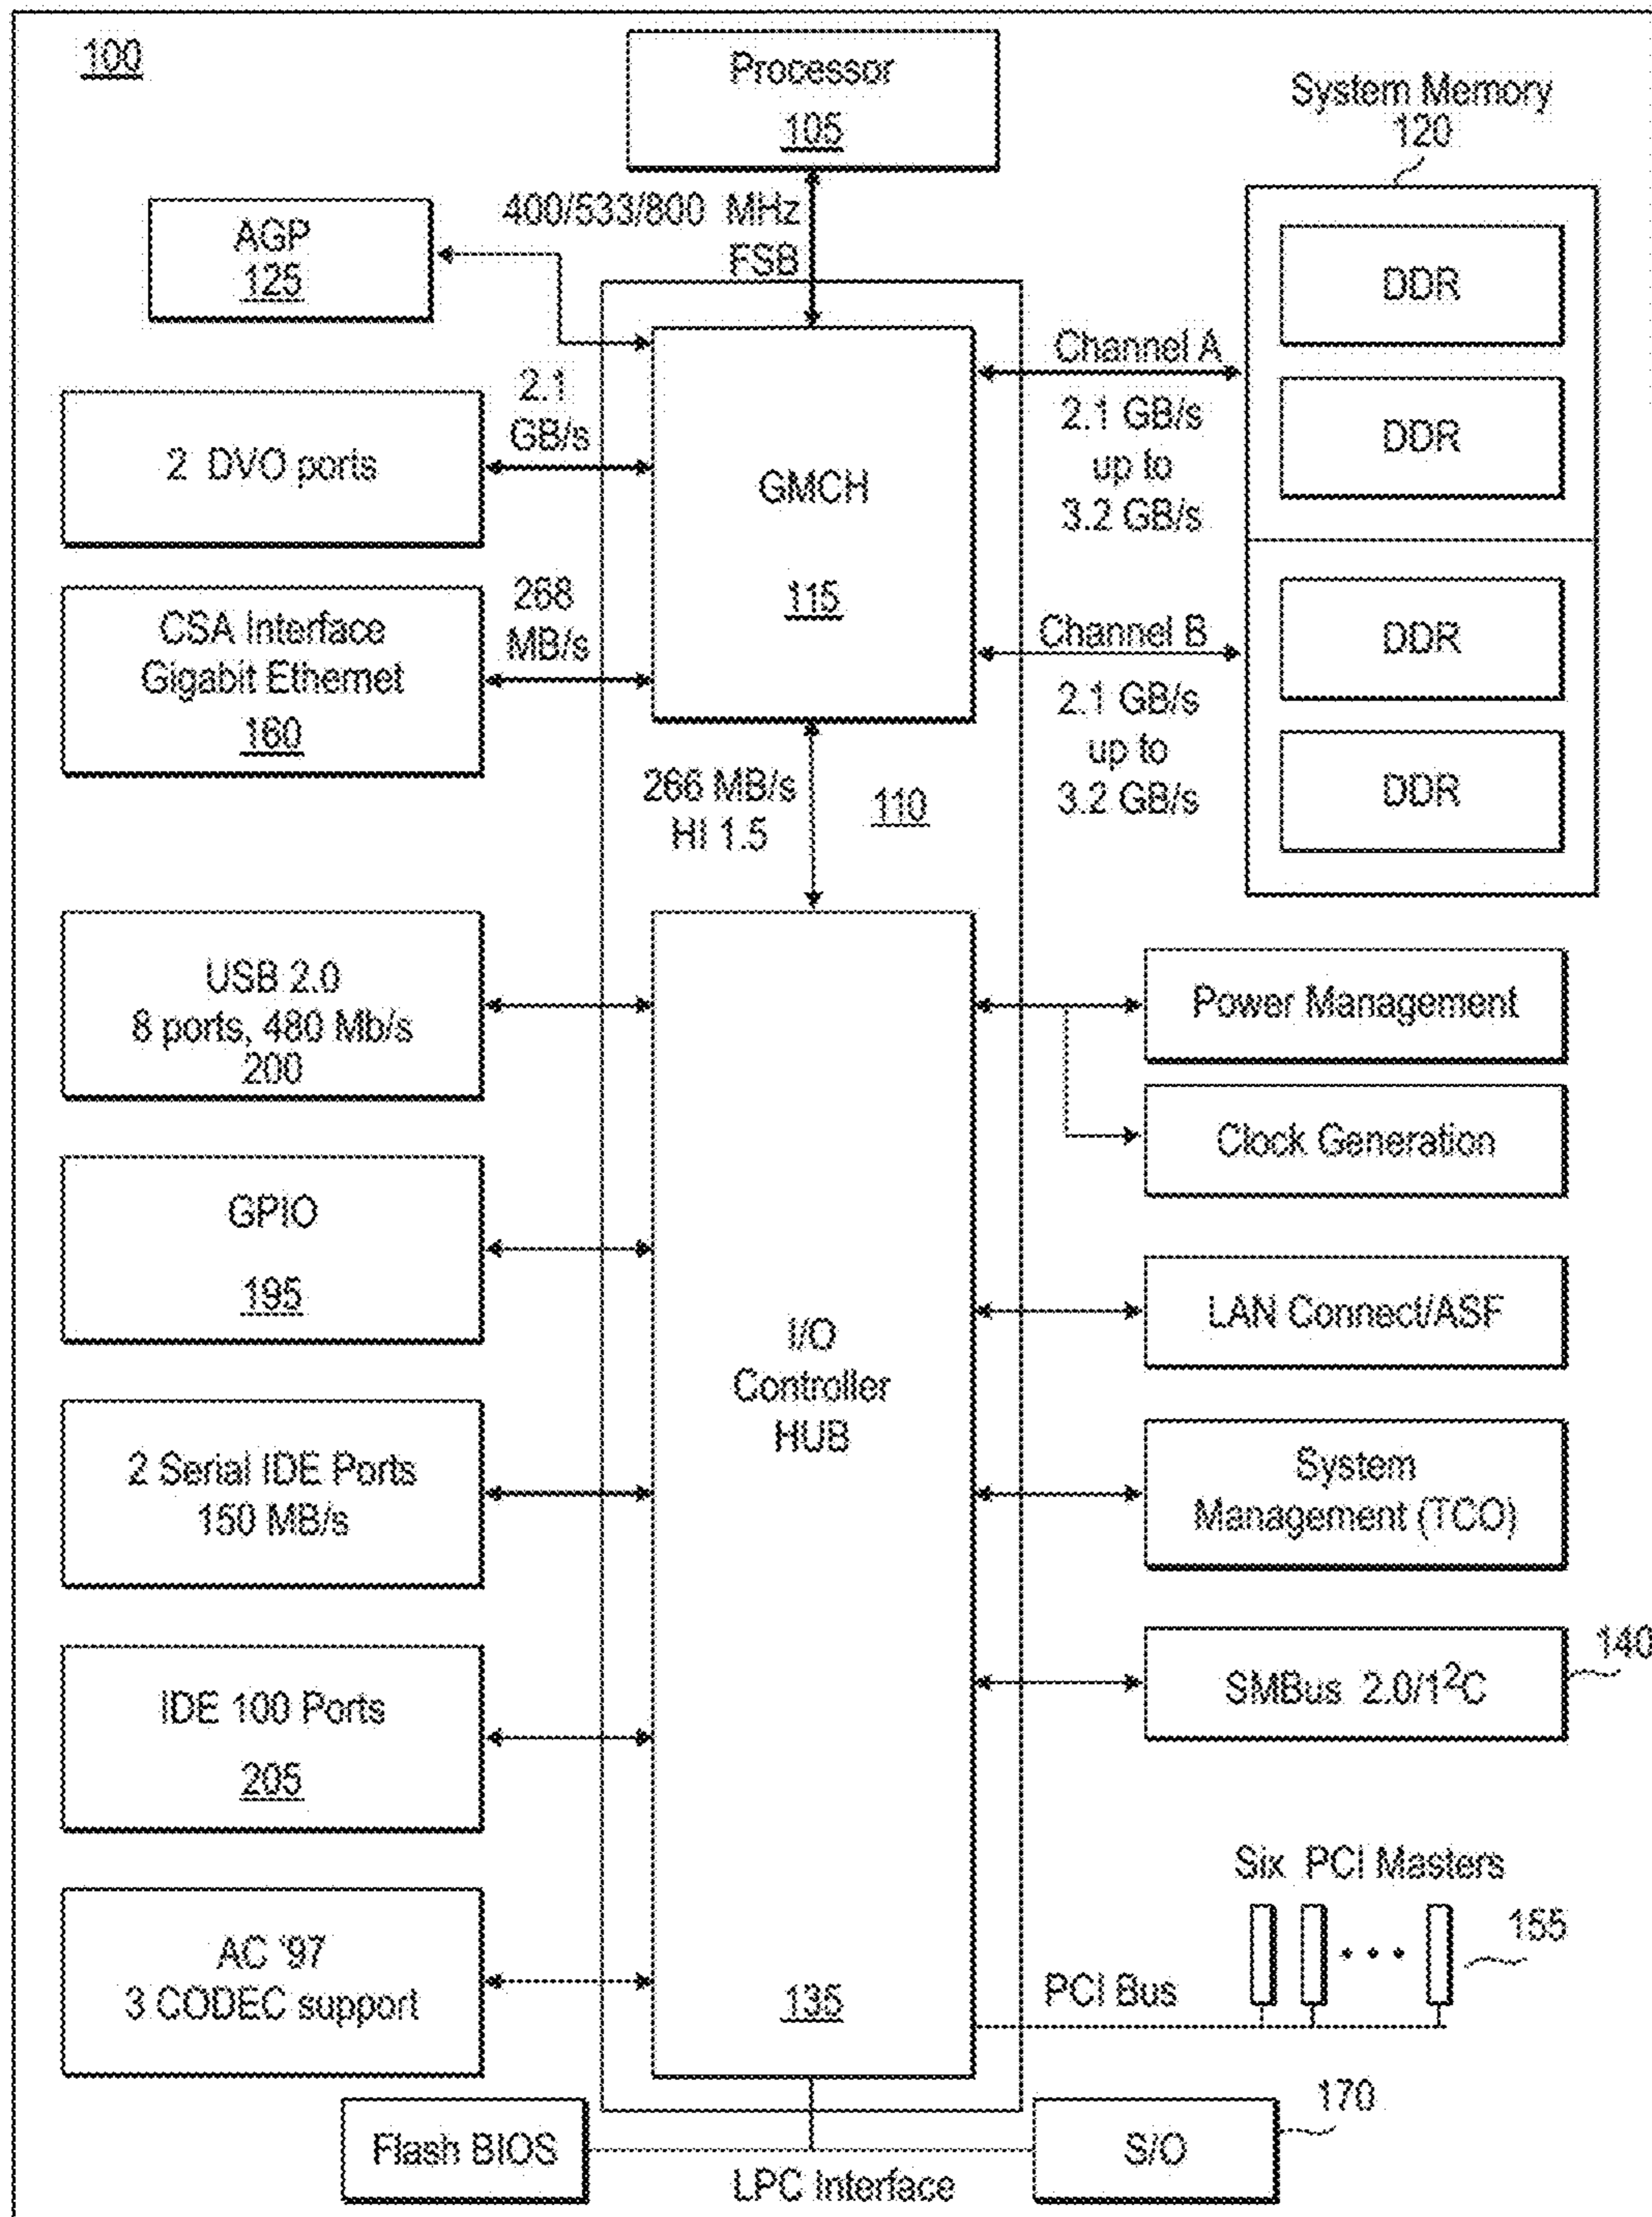 100
Processor
105
System Memory
120
400/533/800 MHz
FSB
AGP
125
DDR
DDR
DDR
DDR
Channel A
2.1 GB/s
up to
3.2 GB/s
Channel B
2.1 GB/s
up to
3.2 GB/s
2.1
GB/s
2 DVO ports
GMCH
115
268
MB/s
CSA Interface
Gigabit Ethernet
160
266 MB/s
HI 1.5
110
USB 2.0
8 ports, 480 Mb/s
200
Power Management
Clock Generation
GPIO
195
LAN Connect/ASF
I/O
Controller
HUB
135
2 Serial IDE Ports
150 MB/s
System
Management (TCO)
IDE 100 Ports
205
SMBus 2.0/1²C
140
Six PCI Masters
155
PCI Bus
AC '97
3 CODEC support
Flash BIOS
LPC Interface
S/O
170